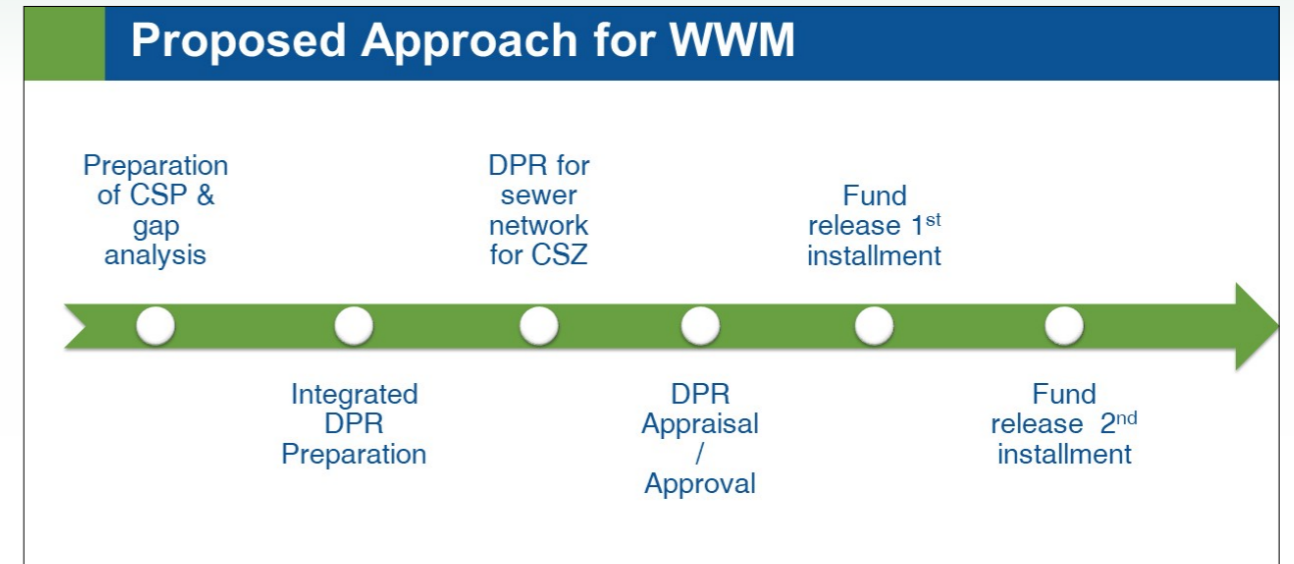 Proposed Approach for WWM
Preparation
of CSP &
gap
analysis
Integrated
DPR
Preparation
DPR for
sewer
network
for CSZ
DPR
Appraisal
/
Approval
Fund
release 1st
installment
Fund
release 2nd
installment